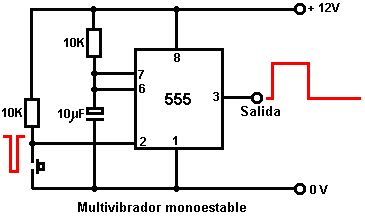 + 12V
10K
8
7
6
555
3
Salida
10K
10µF
2
1
0 V
Multivibrador monoestable